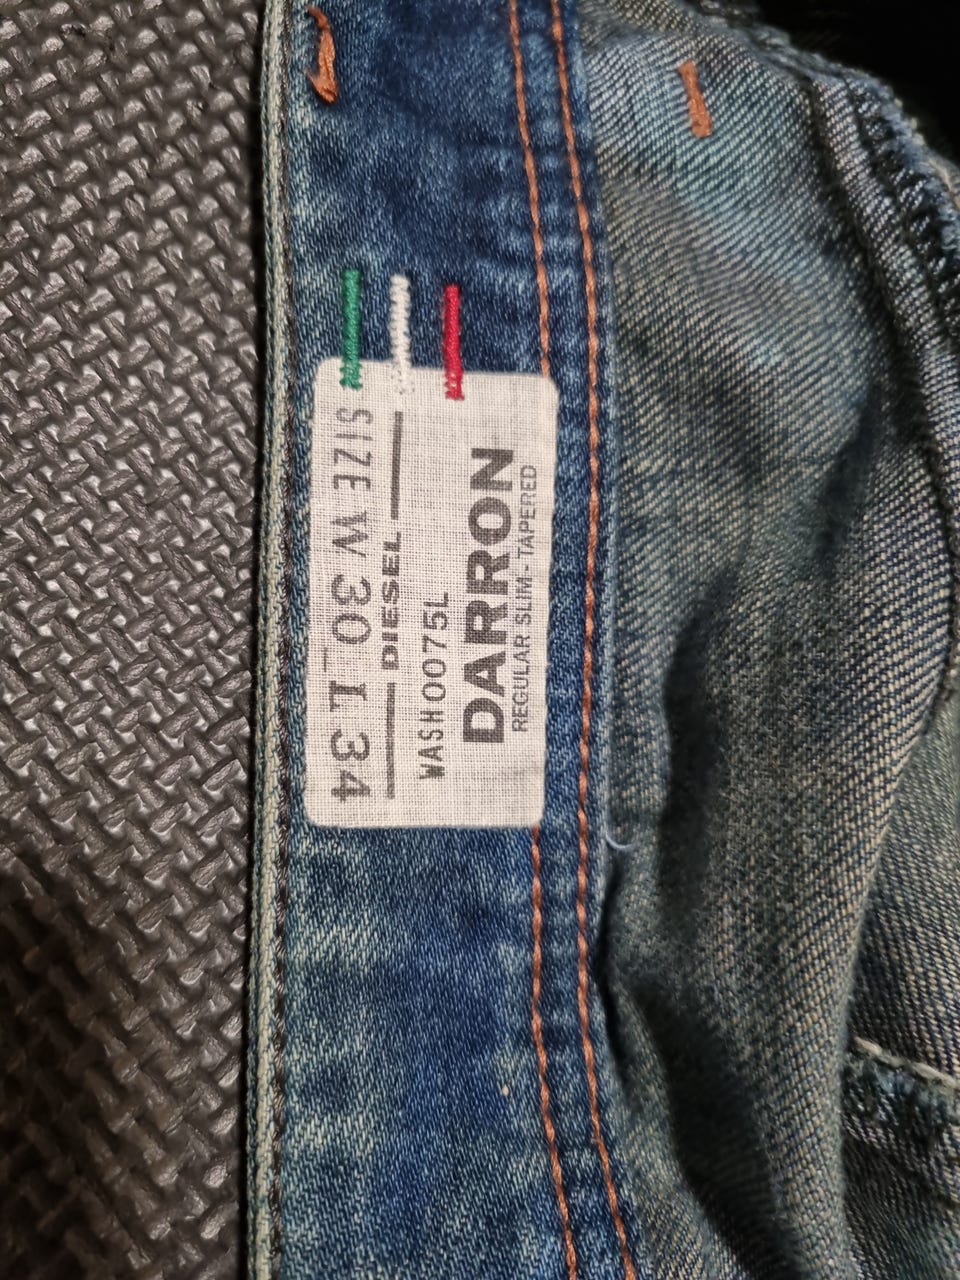 SIZE W 30 L 34
DIESEL
WASH0075L
DARRON
REGULAR SLIM - TAPERED